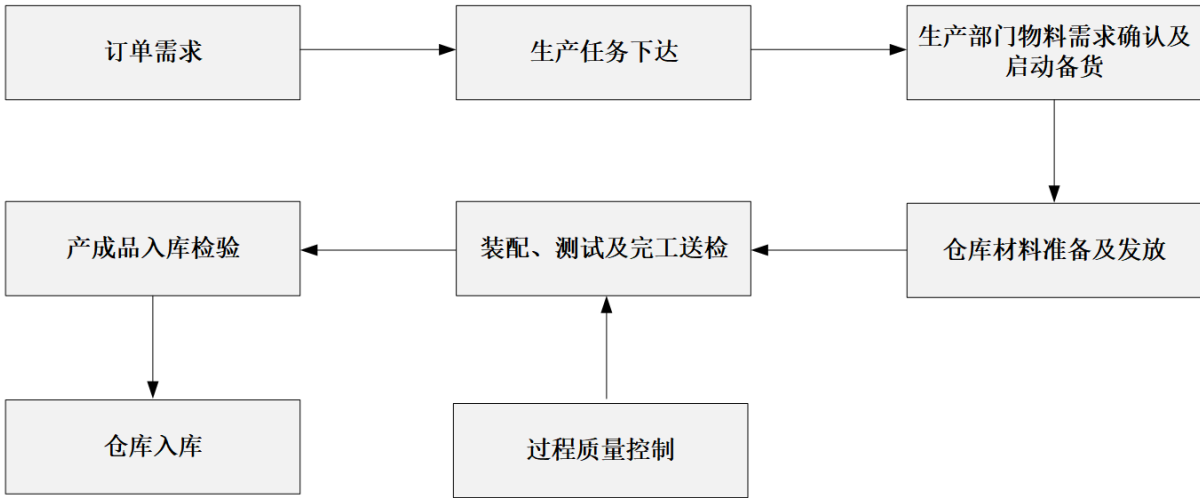 订单需求
生产任务下达
生产部门物料需求确认及
启动备货
产成品入库检验
装配、测试及完工送检
仓库材料准备及发放
仓库入库
过程质量控制